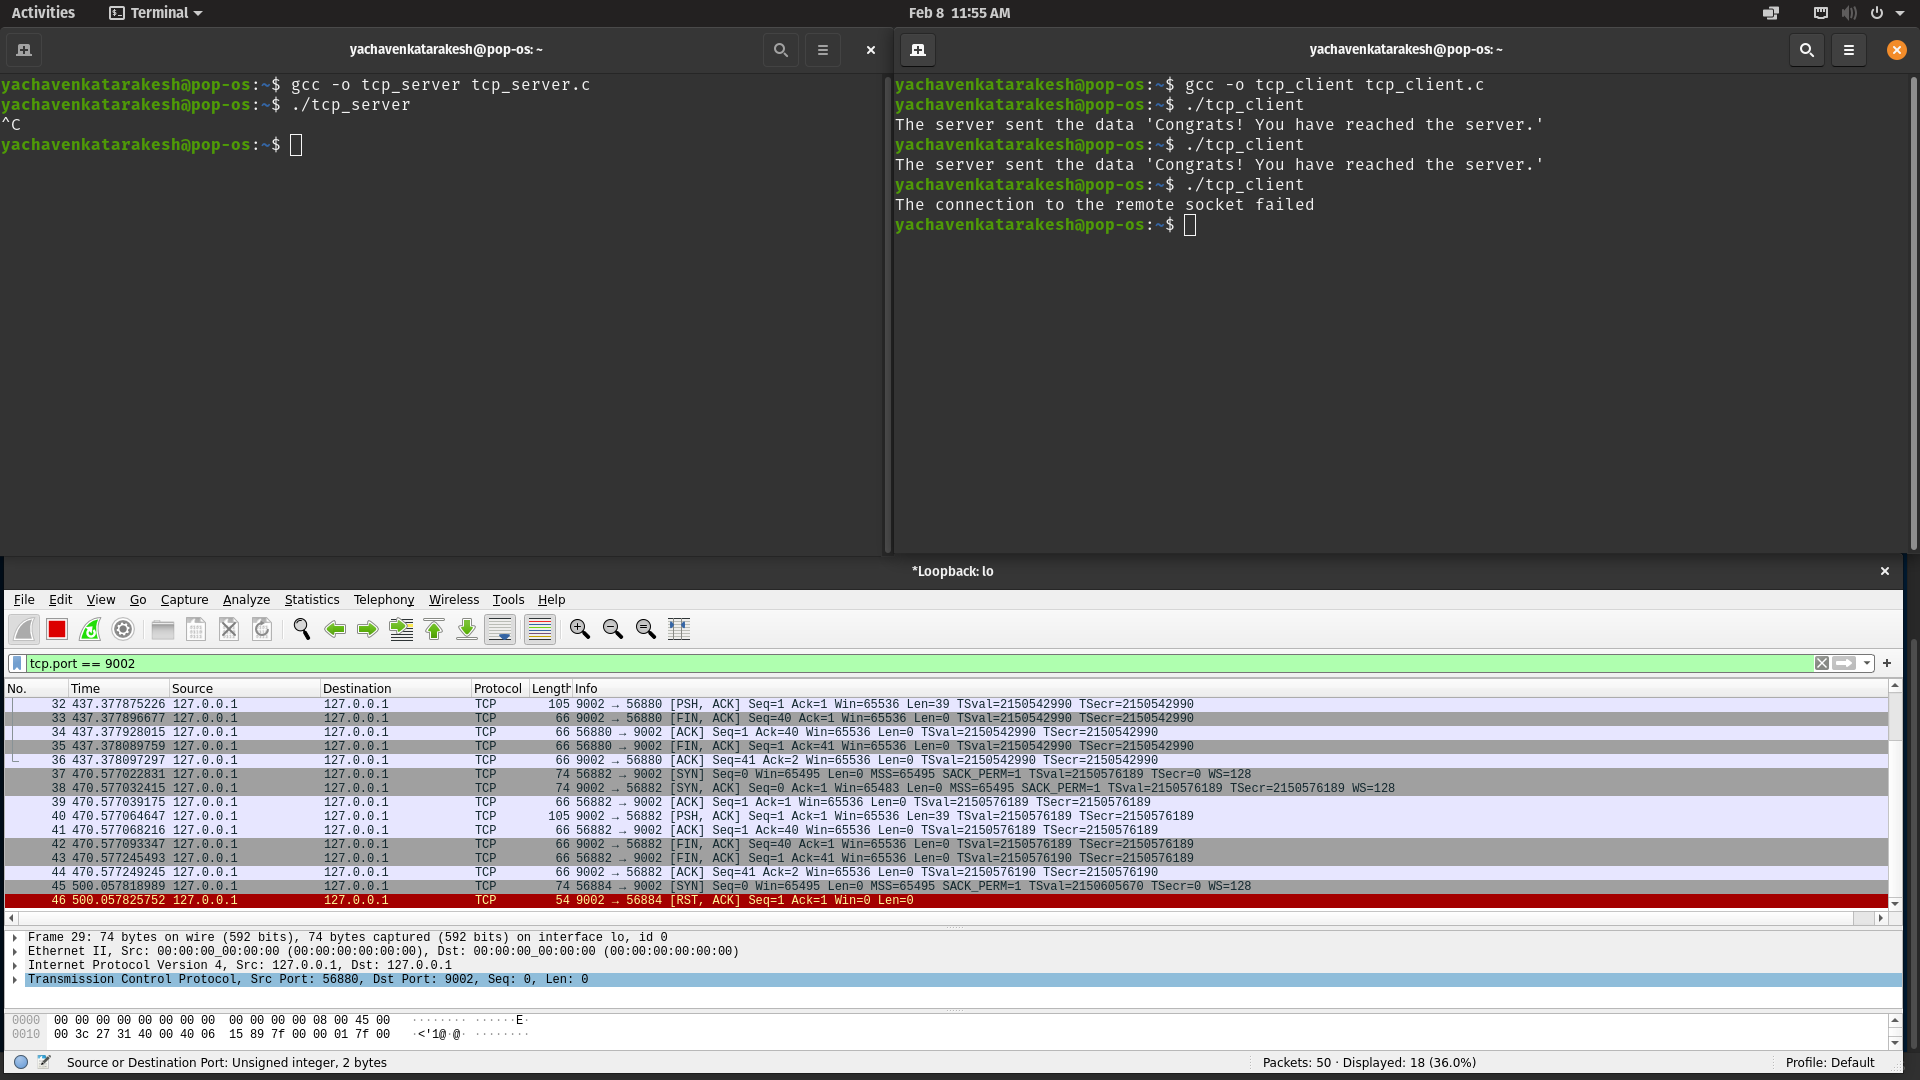 Activities Terminal Feb 8 11:55 AM
yachavenkatarakesh@pop-os: ~
yachavenkatarakesh@pop-os:~$ gcc -o tcp_server tcp_server.c
yachavenkatarakesh@pop-os:~$ ./tcp_server
^C
yachavenkatarakesh@pop-os:~$
yachavenkatarakesh@pop-os: ~
yachavenkatarakesh@pop-os:~$ gcc -o tcp_client tcp_client.c
yachavenkatarakesh@pop-os:~$ ./tcp_client
The server sent the data 'Congrats! You have reached the server.'
yachavenkatarakesh@pop-os:~$ ./tcp_client
The server sent the data 'Congrats! You have reached the server.'
yachavenkatarakesh@pop-os:~$ ./tcp_client
The connection to the remote socket failed
yachavenkatarakesh@pop-os:~$
*Loopback: lo
File Edit View Go Capture Analyze Statistics Telephony Wireless Tools Help
tcp.port == 9002
No. Time Source Destination Protocol Length Info
32 437.377875226 127.0.0.1 127.0.0.1 TCP 105 9002 → 56880 [PSH, ACK] Seq=1 Ack=1 Win=65536 Len=39 TSval=2150542990 TSecr=2150542990
33 437.377896677 127.0.0.1 127.0.0.1 TCP 66 9002 → 56880 [FIN, ACK] Seq=40 Ack=1 Win=65536 Len=0 TSval=2150542990 TSecr=2150542990
34 437.377928015 127.0.0.1 127.0.0.1 TCP 66 56880 → 9002 [ACK] Seq=1 Ack=40 Win=65536 Len=0 TSval=2150542990 TSecr=2150542990
35 437.378089759 127.0.0.1 127.0.0.1 TCP 66 56880 → 9002 [FIN, ACK] Seq=1 Ack=41 Win=65536 Len=0 TSval=2150542990 TSecr=2150542990
36 437.378097297 127.0.0.1 127.0.0.1 TCP 66 9002 → 56880 [ACK] Seq=41 Ack=2 Win=65536 Len=0 TSval=2150542990 TSecr=2150542990
37 470.577022831 127.0.0.1 127.0.0.1 TCP 74 56882 → 9002 [SYN] Seq=0 Win=65495 Len=0 MSS=65495 SACK_PERM=1 TSval=2150576189 TSecr=0 WS=128
38 470.577032415 127.0.0.1 127.0.0.1 TCP 74 9002 → 56882 [SYN, ACK] Seq=0 Ack=1 Win=65483 Len=0 MSS=65495 SACK_PERM=1 TSval=2150576189 TSecr=2150576189 WS=128
39 470.577039175 127.0.0.1 127.0.0.1 TCP 66 56882 → 9002 [ACK] Seq=1 Ack=1 Win=65536 Len=0 TSval=2150576189 TSecr=2150576189
40 470.577064647 127.0.0.1 127.0.0.1 TCP 105 9002 → 56882 [PSH, ACK] Seq=1 Ack=1 Win=65536 Len=39 TSval=2150576189 TSecr=2150576189
41 470.577068216 127.0.0.1 127.0.0.1 TCP 66 56882 → 9002 [ACK] Seq=1 Ack=40 Win=65536 Len=0 TSval=2150576189 TSecr=2150576189
42 470.577093347 127.0.0.1 127.0.0.1 TCP 66 9002 → 56882 [FIN, ACK] Seq=40 Ack=1 Win=65536 Len=0 TSval=2150576189 TSecr=2150576189
43 470.577245493 127.0.0.1 127.0.0.1 TCP 66 56882 → 9002 [FIN, ACK] Seq=1 Ack=41 Win=65536 Len=0 TSval=2150576190 TSecr=2150576189
44 470.577249245 127.0.0.1 127.0.0.1 TCP 66 9002 → 56882 [ACK] Seq=41 Ack=2 Win=65536 Len=0 TSval=2150576190 TSecr=2150576190
45 500.057818989 127.0.0.1 127.0.0.1 TCP 74 56884 → 9002 [SYN] Seq=0 Win=65495 Len=0 MSS=65495 SACK_PERM=1 TSval=2150605670 TSecr=0 WS=128
46 500.057825752 127.0.0.1 127.0.0.1 TCP 54 9002 → 56884 [RST, ACK] Seq=1 Ack=1 Win=0 Len=0
Frame 29: 74 bytes on wire (592 bits), 74 bytes captured (592 bits) on interface lo, id 0
Ethernet II, Src: 00:00:00_00:00:00 (00:00:00:00:00:00), Dst: 00:00:00_00:00:00 (00:00:00:00:00:00)
Internet Protocol Version 4, Src: 127.0.0.1, Dst: 127.0.0.1
Transmission Control Protocol, Src Port: 56880, Dst Port: 9002, Seq: 0, Len: 0
0000 00 00 00 00 00 00 00 00 00 00 00 00 08 00 45 00 ········ ······E·
0010 00 3c 27 31 40 00 40 06 15 89 7f 00 00 01 7f 00 ·<'1@·@· ········
Source or Destination Port: Unsigned integer, 2 bytes Packets: 50 · Displayed: 18 (36.0%) Profile: Default